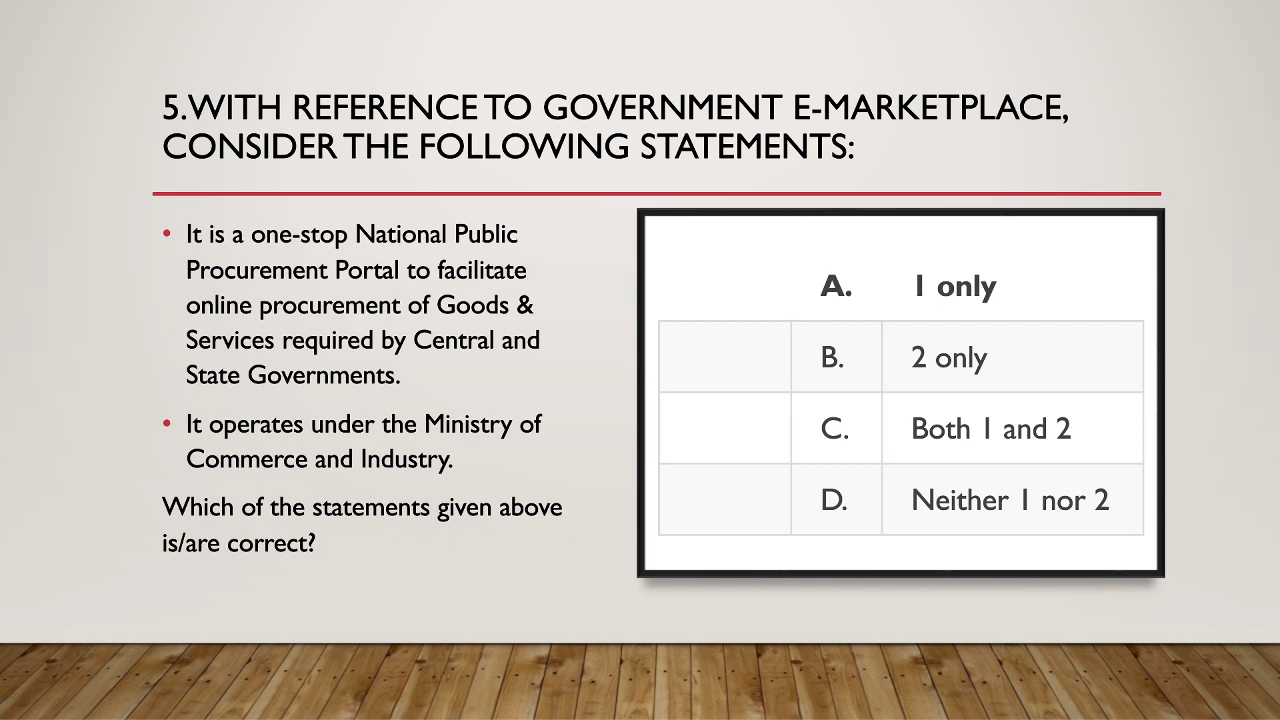 5.WITH REFERENCE TO GOVERNMENT E-MARKETPLACE,
CONSIDER THE FOLLOWING STATEMENTS:
• It is a one-stop National Public
Procurement Portal to facilitate
online procurement of Goods &
Services required by Central and
State Governments.
• It operates under the Ministry of
Commerce and Industry.
Which of the statements given above
is/are correct?
A. 1 only
B. 2 only
C. Both 1 and 2
D. Neither 1 nor 2